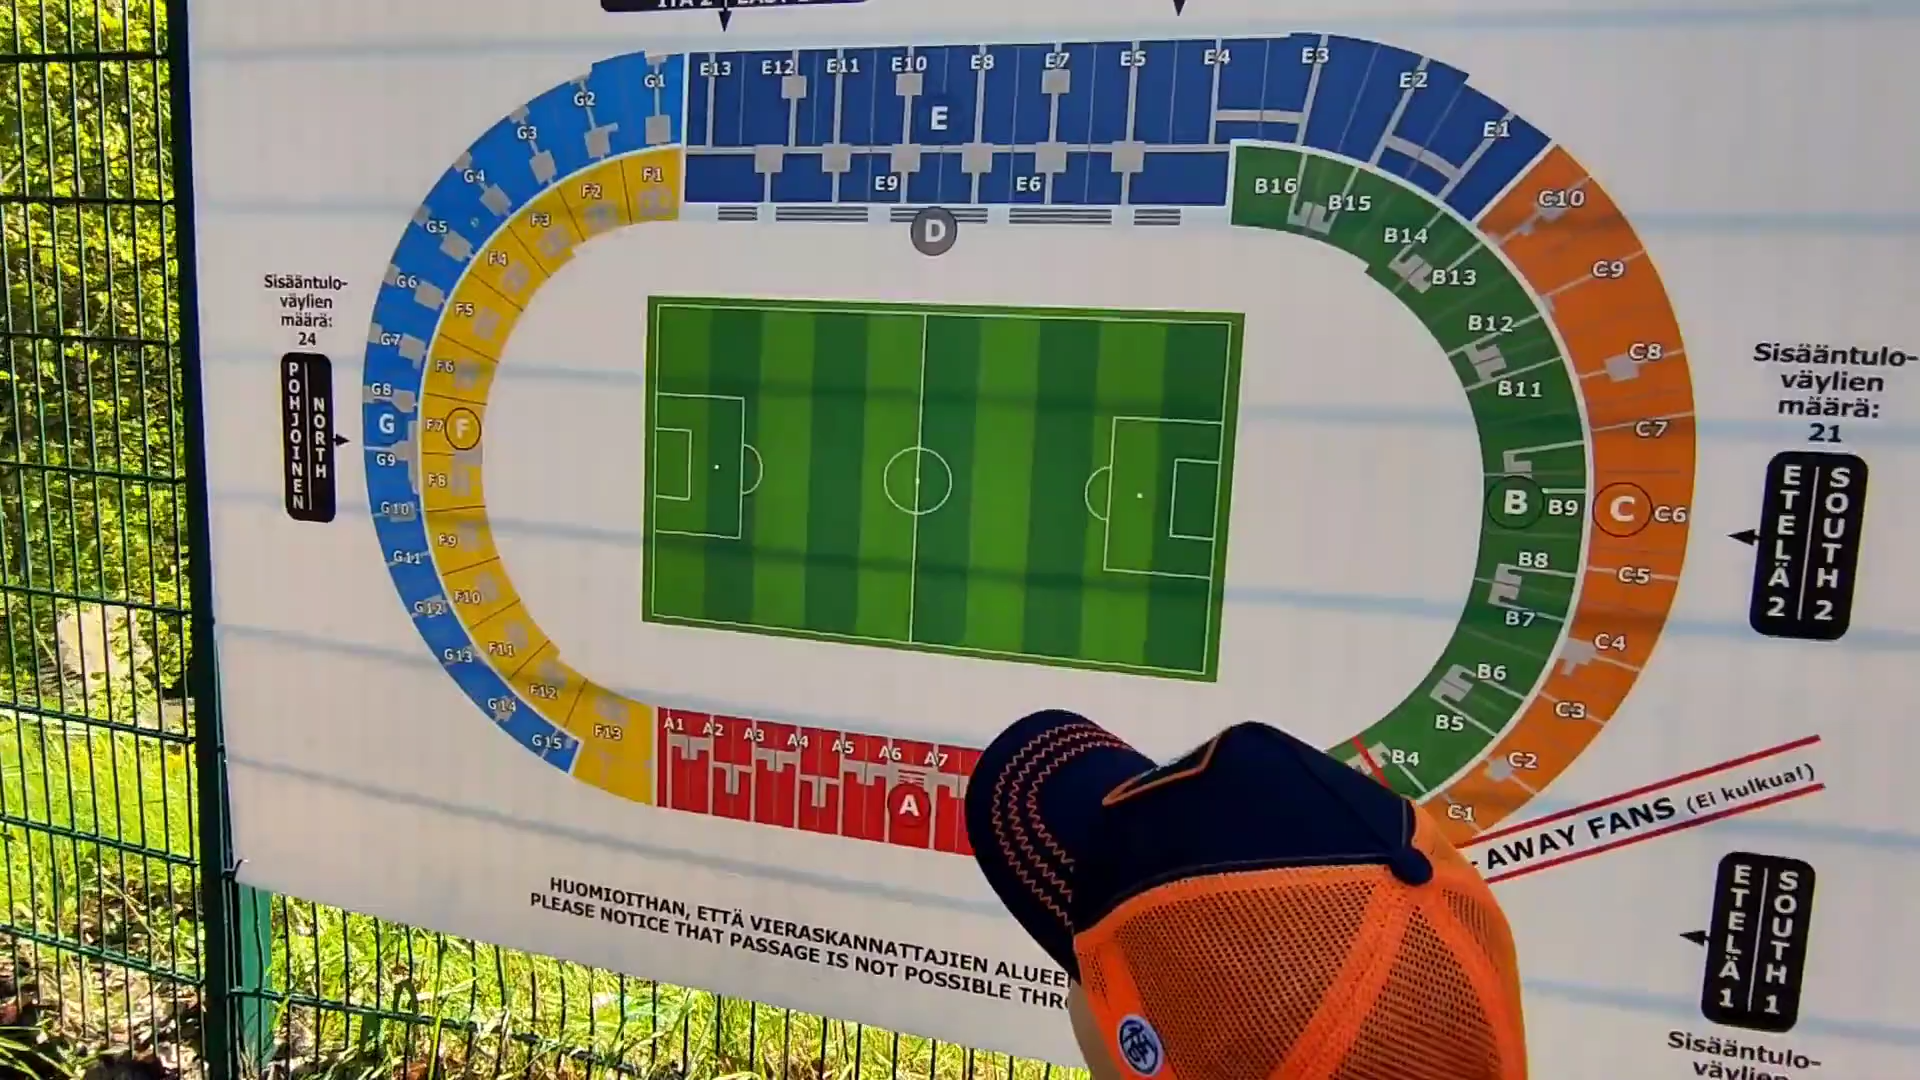 E13 E12 E11 E10 E8 E7 E5 E4 E3 E2 E1
E
E9 E6
D
G1
G2
G3
G4
G5
G6
G7
G8
G
G9
G10
G11
G12
G13
G14
G15
F1
F2
F3
F4
F5
F6
F7 F
F8
F9
F10
F11
F12
F13
B16
B15
B14
B13
B12
B11
B B9
B8
B7
B6
B5
B4
C10
C9
C8
C7
C C6
C5
C4
C3
C2
C1
A1 A2 A3 A4 A5 A6 A7
A
Sisääntulo-
väylien
määrä:
24
POHJOINEN
NORTH
Sisääntulo-
väylien
määrä:
21
ETELÄ 2
SOUTH 2
AWAY FANS (Ei kulkua!)
ETELÄ 1
SOUTH 1
Sisääntulo-
HUOMIOITHAN, ETTÄ VIERASKANNATTAJIEN
PLEASE NOTICE THAT PASSAGE IS NOT POSSIBLE